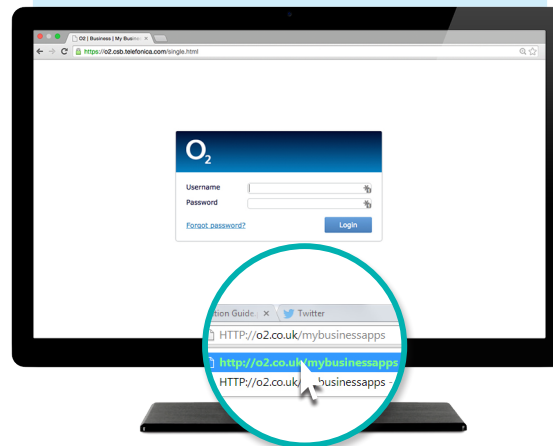 O2 | Business | My Busines
https://o2.csb.telefonica.com/single.html
O2
Username
Password
Forgot password?
Login
tion Guide.
Twitter
HTTP://o2.co.uk/mybusinessapps
http://o2.co.uk/mybusinessapps
HTTP://o2.co.uk/ businessapps -